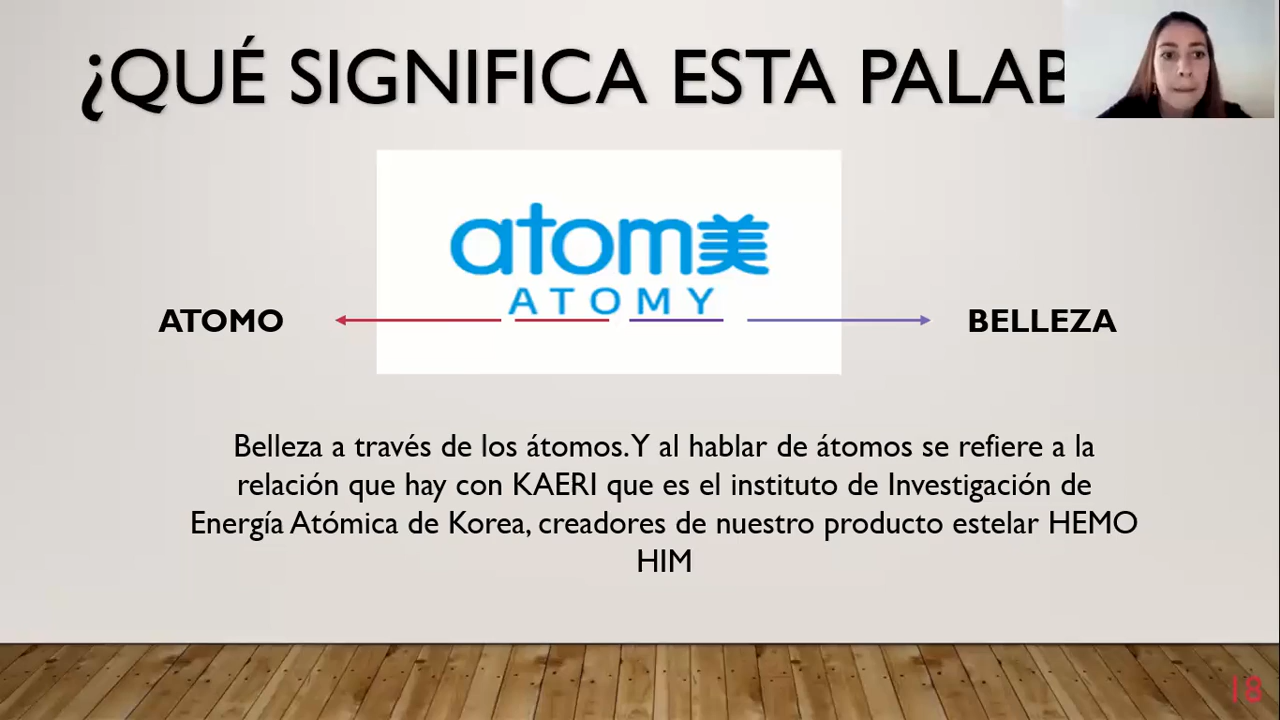 ¿QUÉ SIGNIFICA ESTA PALAB
atom美
ATOMY
ATOMO
BELLEZA
Belleza a través de los átomos. Y al hablar de átomos se refiere a la
relación que hay con KAERI que es el instituto de Investigación de
Energía Atómica de Korea, creadores de nuestro producto estelar HEMO
HIM
18